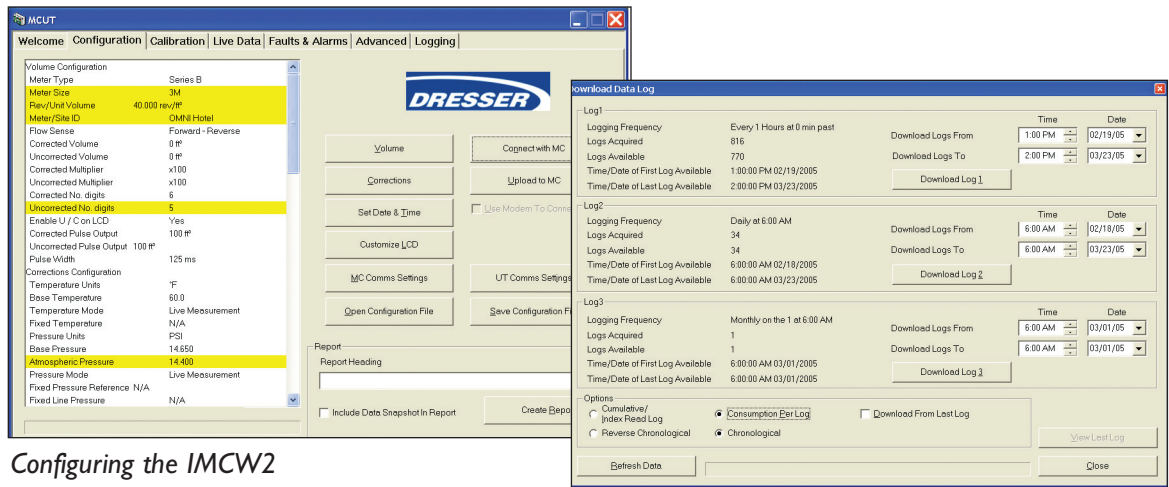 MCUT
Welcome Configuration Calibration Live Data Faults & Alarms Advanced Logging
Volume Configuration
Meter Type Series B
Meter Size 3M
Rev/Unit Volume 40.000 rev/ft³
Meter/Site ID OMNI Hotel
Flow Sense Forward - Reverse
Corrected Volume 0 ft³
Uncorrected Volume 0 ft³
Corrected Multiplier x100
Uncorrected Multiplier x100
Corrected No. digits 6
Uncorrected No. digits 5
Enable U / C on LCD Yes
Corrected Pulse Output 100 ft³
Uncorrected Pulse Output 100 ft³
Pulse Width 125 ms
Corrections Configuration
Temperature Units °F
Base Temperature 60.0
Temperature Mode Live Measurement
Fixed Temperature N/A
Pressure Units PSI
Base Pressure 14.650
Atmospheric Pressure 14.400
Pressure Mode Live Measurement
Fixed Pressure Reference N/A
Fixed Line Pressure N/A
DRESSER
Volume
Connect with MC
Corrections
Upload to MC
Set Date & Time
Use Modem To Conne
Customize LCD
MC Comms Settings
UT Comms Settings
Open Configuration File
Save Configuration Fi
Report
Report Heading
Include Data Snapshot In Report
Create Repo
Configuring the IMCW2
Download Data Log
Log1
Time Date
Logging Frequency Every 1 Hours at 0 min past
Logs Acquired 816
Logs Available 770
Time/Date of First Log Available 1:00:00 PM 02/19/2005
Time/Date of Last Log Available 2:00:00 PM 03/23/2005
Download Logs From 1:00 PM 02/19/05
Download Logs To 2:00 PM 03/23/05
Download Log 1
Log2
Time Date
Logging Frequency Daily at 6:00 AM
Logs Acquired 34
Logs Available 34
Time/Date of First Log Available 6:00:00 AM 02/18/2005
Time/Date of Last Log Available 6:00:00 AM 03/23/2005
Download Logs From 6:00 AM 02/18/05
Download Logs To 6:00 AM 03/23/05
Download Log 2
Log3
Time Date
Logging Frequency Monthly on the 1 at 6:00 AM
Logs Acquired 1
Logs Available 1
Time/Date of First Log Available 6:00:00 AM 03/01/2005
Time/Date of Last Log Available 6:00:00 AM 03/01/2005
Download Logs From 6:00 AM 03/01/05
Download Logs To 6:00 AM 03/01/05
Download Log 3
Options
Cumulative/
Index Read Log
Consumption Per Log
Download From Last Log
Reverse Chronological
Chronological
View Last Log
Refresh Data
Close